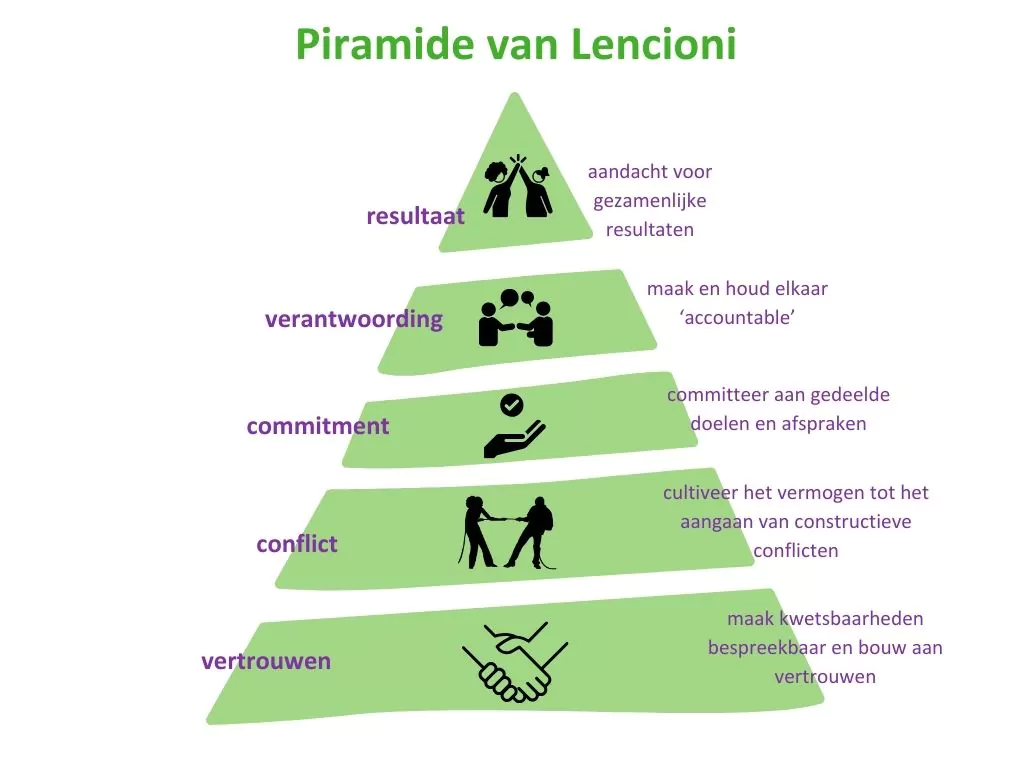 Piramide van Lencioni
resultaat
aandacht voor
gezamenlijke
resultaten
verantwoording
maak en houd elkaar
‘accountable’
commitment
committeer aan gedeelde
doelen en afspraken
conflict
cultiveer het vermogen tot het
aangaan van constructieve
conflicten
vertrouwen
maak kwetsbaarheden
bespreekbaar en bouw aan
vertrouwen